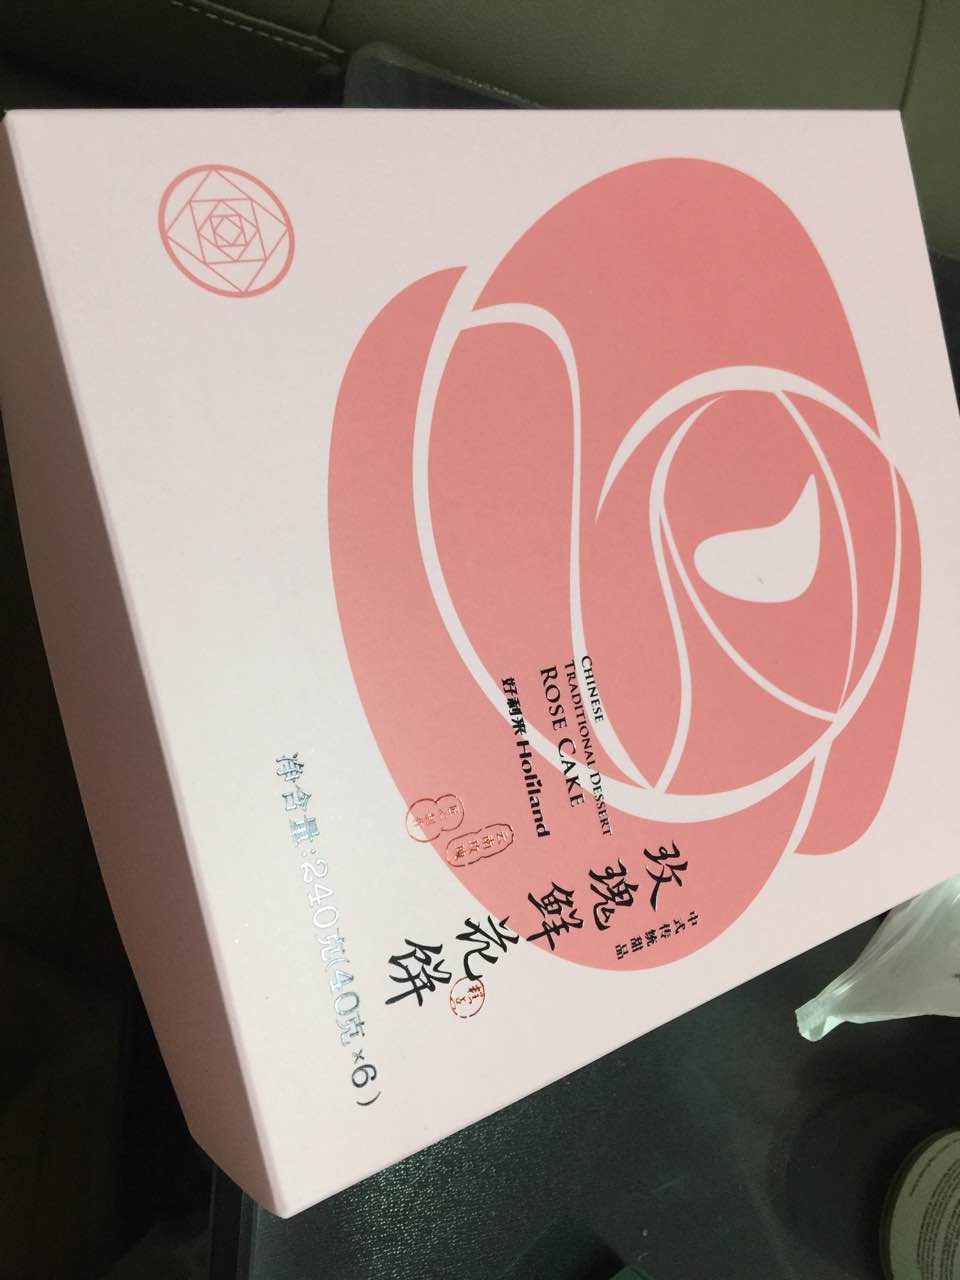 玫瑰鲜花饼
中式传统甜品
CHINESE
TRADITIONAL DESSERT
ROSE CAKE
好利来 Holiland
净含量:240克(40克×6)